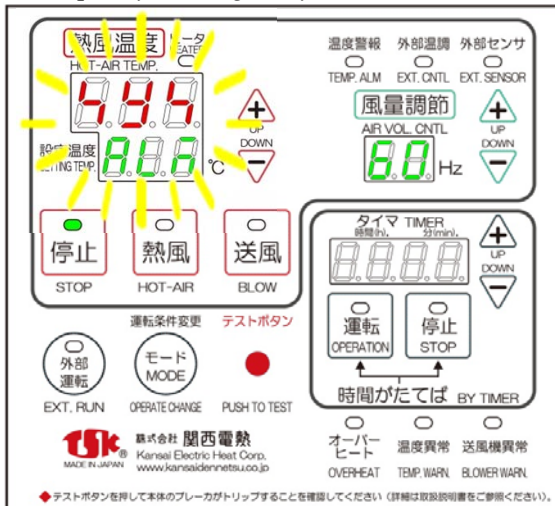 熱風温度 ヒータ
HOT-AIR TEMP. HEATER
設定温度
SETTING TEMP. ℃
+
UP
DOWN
−
停止
STOP
熱風
HOT-AIR
送風
BLOW
温度警報 外部温調 外部センサ
TEMP. ALM EXT. CNTL EXT. SENSOR
風量調節
AIR VOL. CNTL
60 Hz
+
UP
DOWN
−
タイマ TIMER
時間(h). 分(min).
8.8.8.8.
+
UP
DOWN
−
運転
OPERATION
停止
STOP
時間がたてば BY TIMER
外部
運転
EXT. RUN
運転条件変更
モード
MODE
OPERATE CHANGE
テストボタン
PUSH TO TEST
tsk®
MADE IN JAPAN
株式会社 関西電熱
Kansai Electric Heat Corp.
www.kansaidennetsu.co.jp
オーバー
ヒート
OVERHEAT
温度異常
TEMP. WARN.
送風機異常
BLOWER WARN.
◆テストボタンを押して本体のブレーカがトリップすることを確認してください（詳細は取扱説明書をご参照ください）。